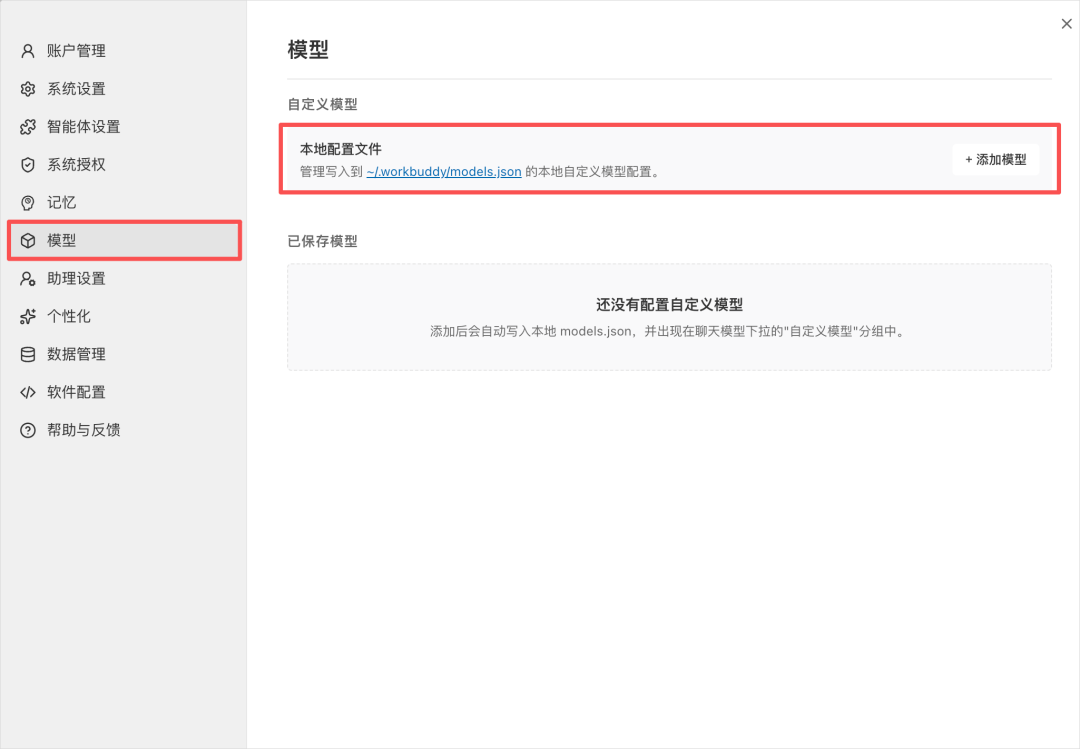 账户管理
系统设置
智能体设置
系统授权
记忆
模型
助理设置
个性化
数据管理
软件配置
帮助与反馈
模型
自定义模型
本地配置文件
管理写入到 ~/.workbuddy/models.json 的本地自定义模型配置。
+ 添加模型
已保存模型
还没有配置自定义模型
添加后会自动写入本地 models.json，并出现在聊天模型下拉的"自定义模型"分组中。